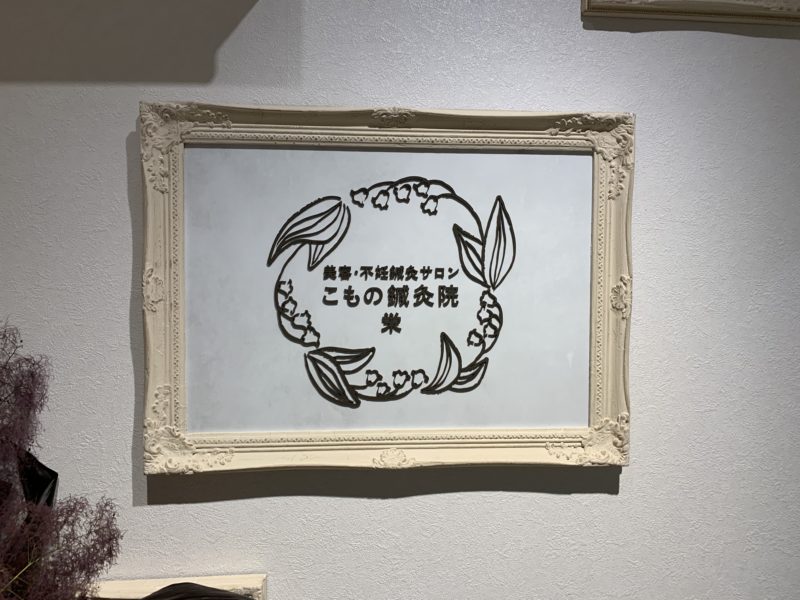 美容・不妊鍼灸サロン
こもの鍼灸院
栄